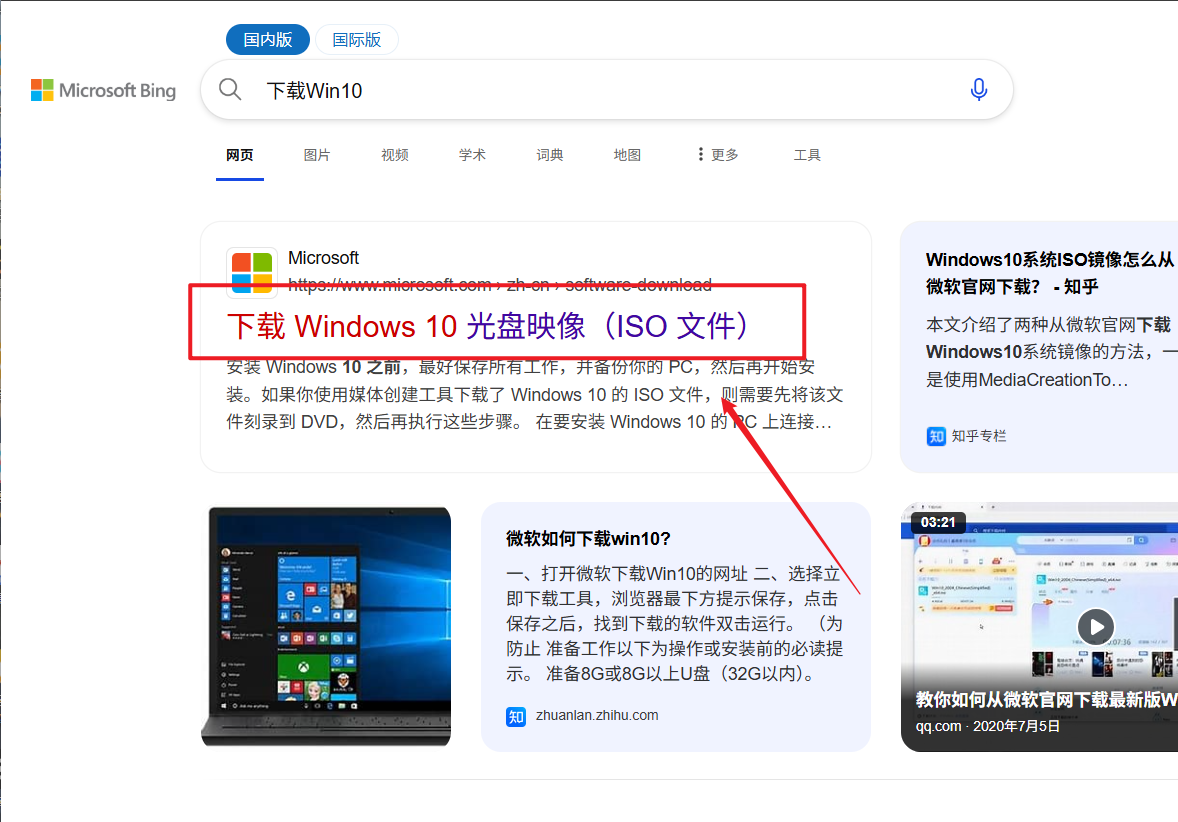 国内版 国际版
Microsoft Bing
下载Win10
网页 图片 视频 学术 词典 地图 更多 工具
Microsoft
https://www.microsoft.com › zh-cn › software-download
下载 Windows 10 光盘映像（ISO 文件）
安装 Windows 10 之前，最好保存所有工作，并备份你的 PC，然后再开始安
装。如果你使用媒体创建工具下载了 Windows 10 的 ISO 文件，则需要先将该文
件刻录到 DVD，然后再执行这些步骤。 在要安装 Windows 10 的 PC 上连接…
Windows10系统ISO镜像怎么从
微软官网下载？ - 知乎
本文介绍了两种从微软官网下载
Windows10系统镜像的方法，一
是使用MediaCreationTo…
知 知乎专栏
微软如何下载win10?
一、打开微软下载Win10的网址 二、选择立
即下载工具，浏览器最下方提示保存，点击
保存之后，找到下载的软件双击运行。 （为
防止 准备工作以下为操作或安装前的必读提
示。 准备8G或8G以上U盘（32G以内）。
知 zhuanlan.zhihu.com
03:21
教你如何从微软官网下载最新版W
qq.com · 2020年7月5日